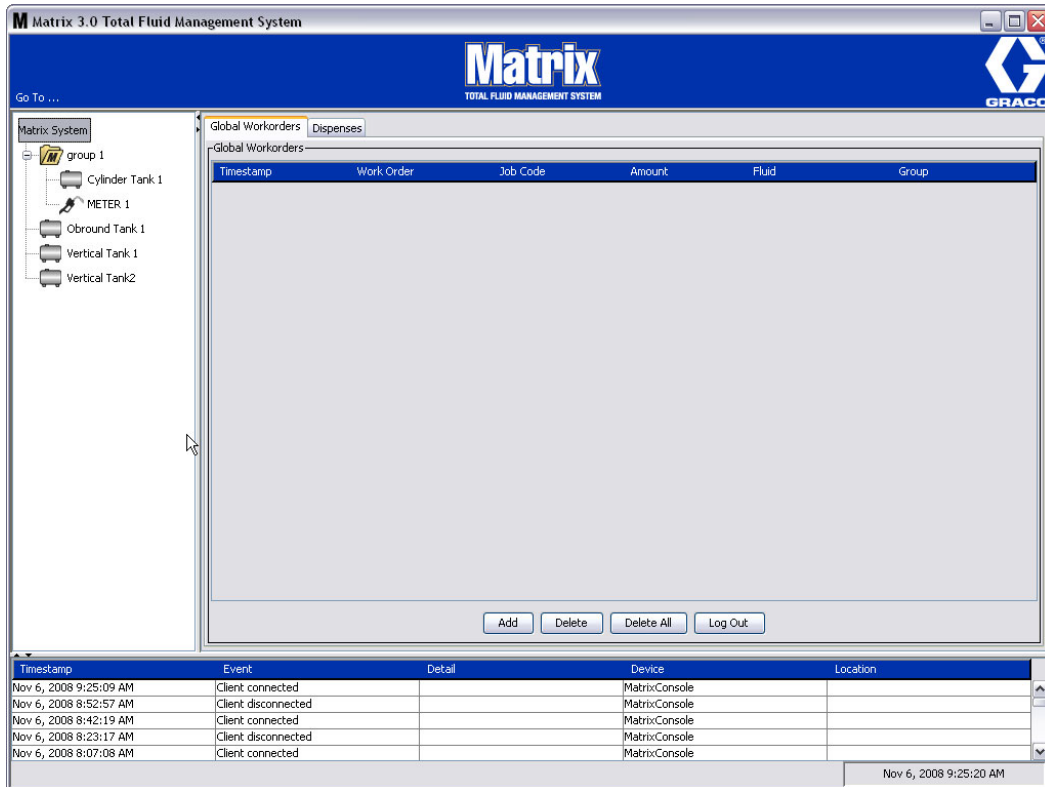 M Matrix 3.0 Total Fluid Management System
Matrix
TOTAL FLUID MANAGEMENT SYSTEM
Go To ...
GRACO
®
Matrix System
group 1
Cylinder Tank 1
METER 1
Obround Tank 1
Vertical Tank 1
Vertical Tank2
Global Workorders Dispenses
Global Workorders
Timestamp Work Order Job Code Amount Fluid Group
Add Delete Delete All Log Out
Timestamp Event Detail Device Location
Nov 6, 2008 9:25:09 AM Client connected MatrixConsole
Nov 6, 2008 8:52:57 AM Client disconnected MatrixConsole
Nov 6, 2008 8:42:19 AM Client connected MatrixConsole
Nov 6, 2008 8:23:17 AM Client disconnected MatrixConsole
Nov 6, 2008 8:07:08 AM Client connected MatrixConsole
Nov 6, 2008 9:25:20 AM